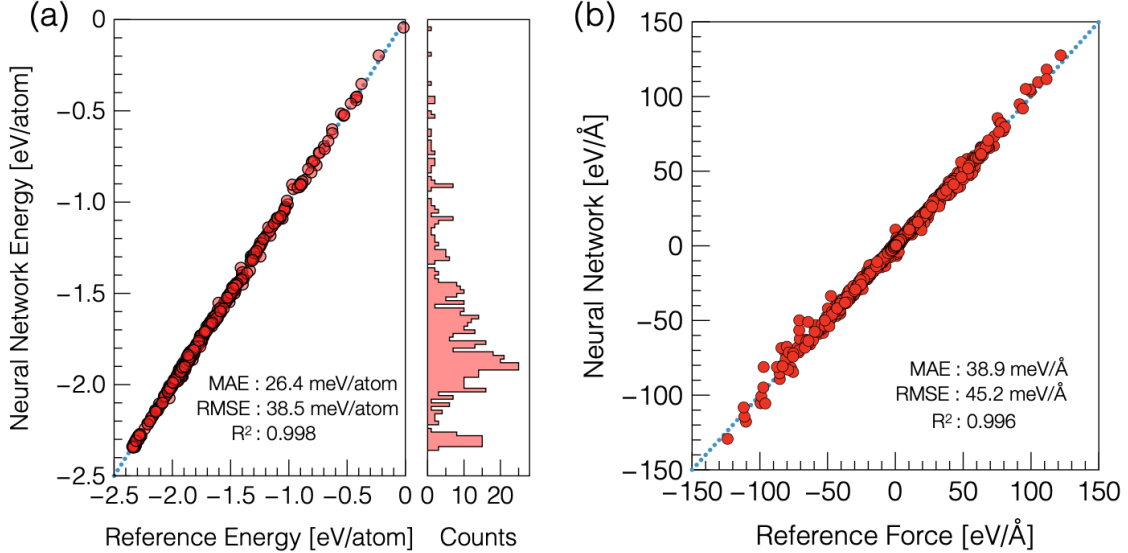 (a)
Neural Network Energy [eV/atom]
0
−0.5
−1.0
−1.5
−2.0
−2.5
MAE : 26.4 meV/atom
RMSE : 38.5 meV/atom
R² : 0.998
−2.5 −2.0 −1.5 −1.0 −0.5 0
Reference Energy [eV/atom]
0 10 20
Counts
(b)
Neural Network [eV/Å]
150
100
50
0
−50
−100
−150
MAE : 38.9 meV/Å
RMSE : 45.2 meV/Å
R² : 0.996
−150 −100 −50 0 50 100 150
Reference Force [eV/Å]